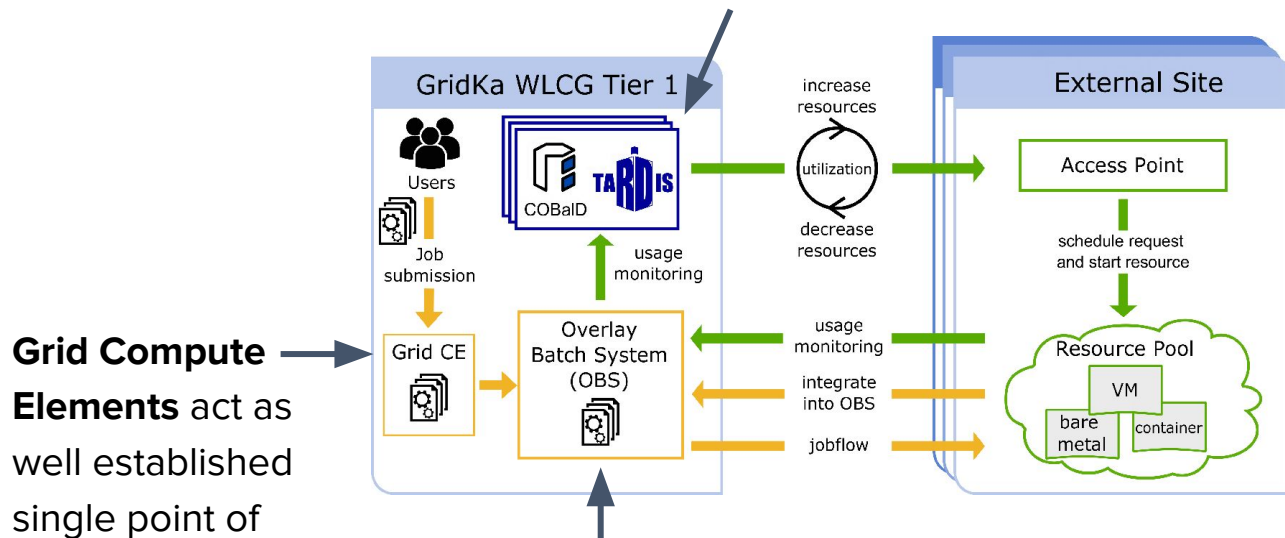 GridKa WLCG Tier 1
Users
Job
submission
Grid CE
COBalD
TARDIS
usage
monitoring
Overlay
Batch System
(OBS)
increase
resources
utilization
decrease
resources
usage
monitoring
integrate
into OBS
jobflow
External Site
Access Point
schedule request
and start resource
Resource Pool
VM
bare
metal
container
Grid Compute
Elements act as
well established
single point of